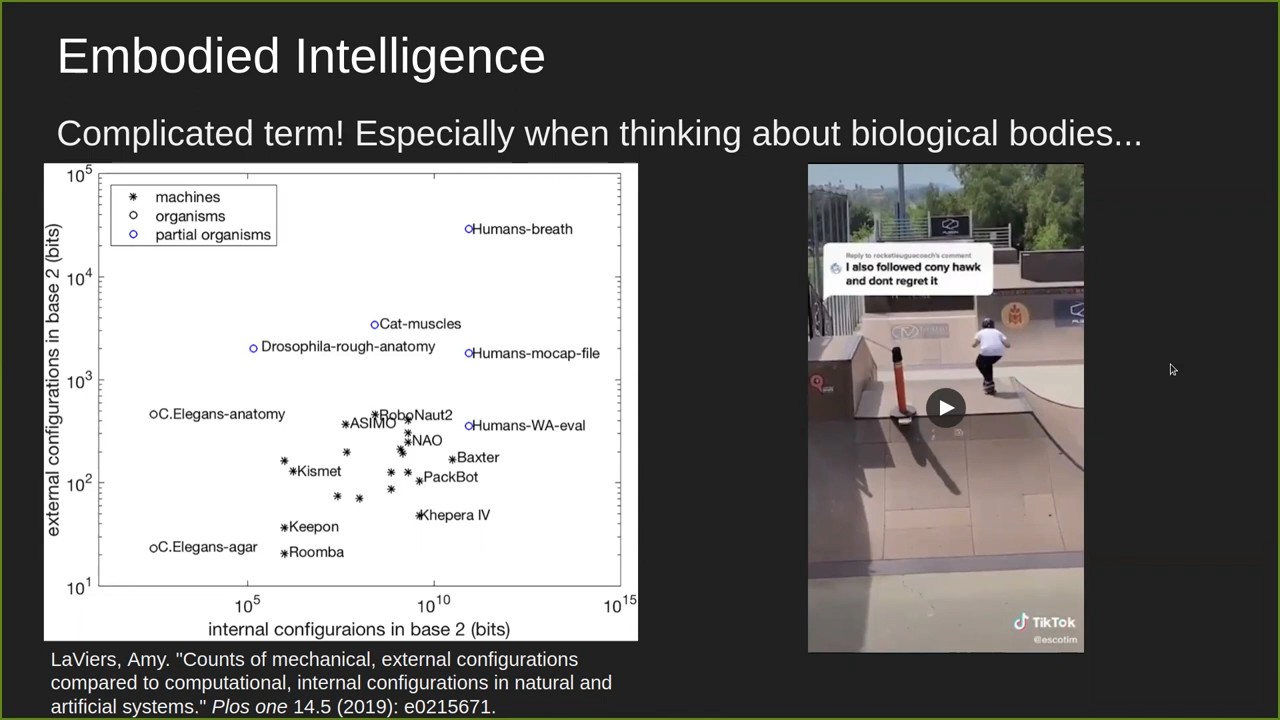 Embodied Intelligence
Complicated term! Especially when thinking about biological bodies...
10^5
10^4
10^3
10^2
10^1
external configurations in base 2 (bits)
machines
organisms
partial organisms
Humans-breath
Cat-muscles
Drosophila-rough-anatomy
Humans-mocap-file
C.Elegans-anatomy
RoboNaut2
ASIMO
Humans-WA-eval
NAO
Baxter
Kismet
PackBot
Khepera IV
Keepon
C.Elegans-agar
Roomba
10^5
10^10
10^15
internal configuraions in base 2 (bits)
LaViers, Amy. "Counts of mechanical, external configurations
compared to computational, internal configurations in natural and
artificial systems." Plos one 14.5 (2019): e0215671.
I also followed cony hawk
and dont regret it
TikTok
@escotim